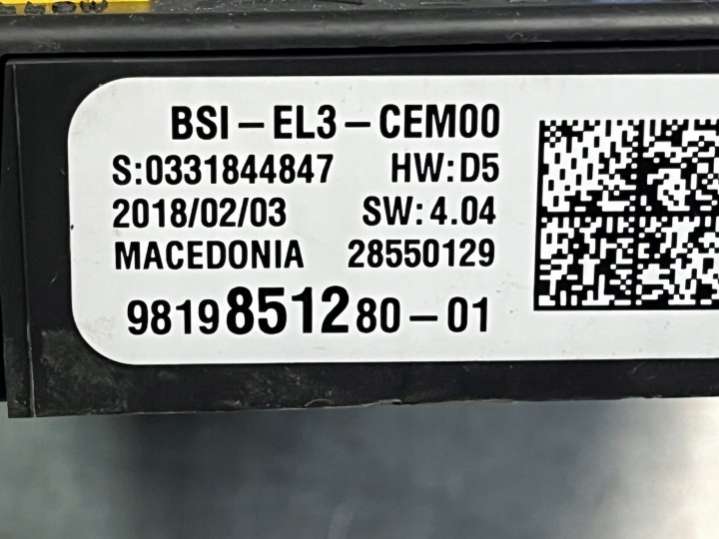 BSI-EL3-CEM00
S:0331844847 HW:D5
2018/02/03 SW:4.04
MACEDONIA 28550129
9819851280-01